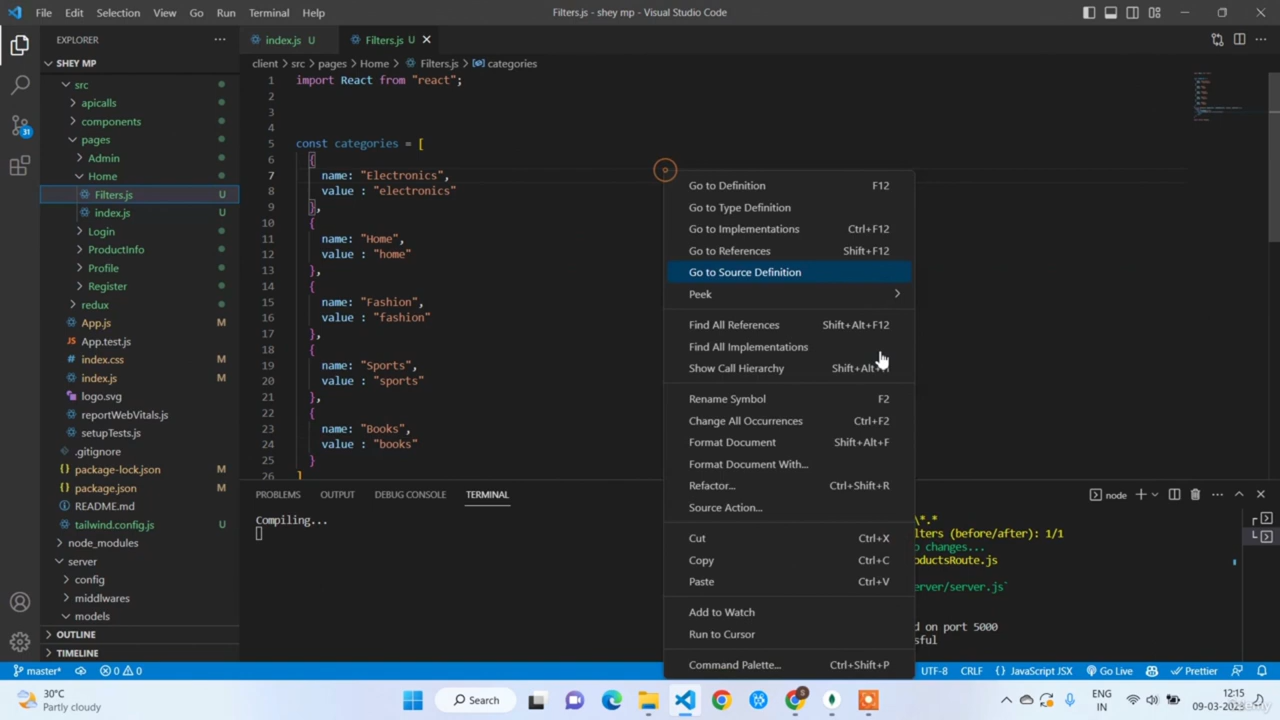 File Edit Selection View Go Run Terminal Help
Filters.js - shey mp - Visual Studio Code
EXPLORER
SHEY MP
src
apicalls
components
pages
Admin
Home
Filters.js U
index.js U
Login
ProductInfo
Profile
Register
redux
App.js M
App.test.js
index.css M
index.js M
logo.svg
reportWebVitals.js
setupTests.js
.gitignore
package-lock.json M
package.json M
README.md
tailwind.config.js U
node_modules
server
config
middlwares
models
OUTLINE
TIMELINE
31
index.js U
Filters.js U
client > src > pages > Home > Filters.js > categories
1 import React from "react";
2
3
4
5 const categories = [
6 {
7 name: "Electronics",
8 value : "electronics"
9 },
10 {
11 name: "Home",
12 value : "home"
13 },
14 {
15 name: "Fashion",
16 value : "fashion"
17 },
18 {
19 name: "Sports",
20 value : "sports"
21 },
22 {
23 name: "Books",
24 value : "books"
25 }
26 ]
Go to Definition F12
Go to Type Definition
Go to Implementations Ctrl+F12
Go to References Shift+F12
Go to Source Definition
Peek
Find All References Shift+Alt+F12
Find All Implementations
Show Call Hierarchy Shift+Alt+
Rename Symbol F2
Change All Occurrences Ctrl+F2
Format Document Shift+Alt+F
Format Document With...
Refactor... Ctrl+Shift+R
Source Action...
Cut Ctrl+X
Copy Ctrl+C
Paste Ctrl+V
Add to Watch
Run to Cursor
Command Palette... Ctrl+Shift+P
PROBLEMS OUTPUT DEBUG CONSOLE TERMINAL
node
Compiling...
\*.*
lters (before/after): 1/1
o changes...
oductsRoute.js
erver/server.js`
d on port 5000
sful
master* 0 0
UTF-8 CRLF JavaScript JSX Go Live Prettier
30°C
Partly cloudy
Search
5
ENG
IN
12:15
09-03-202